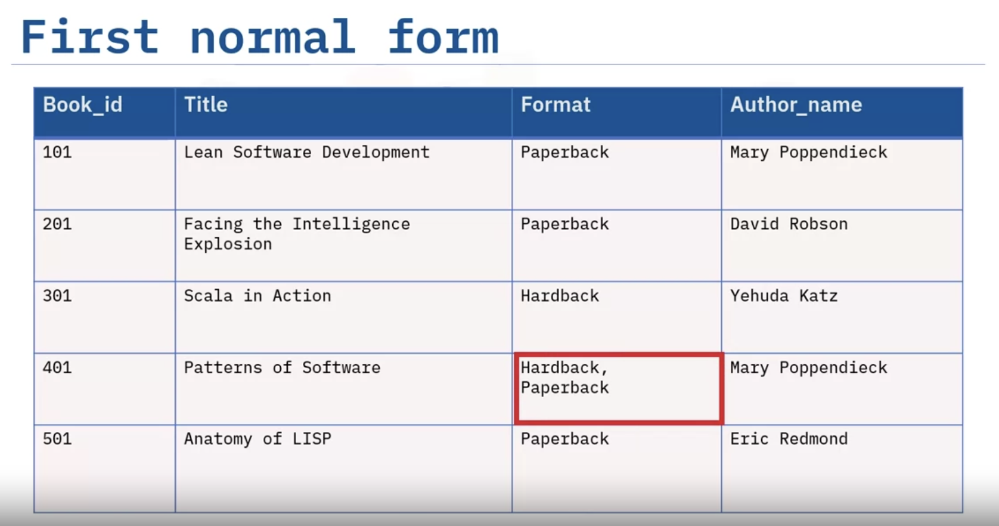 First normal form
Book_id Title Format Author_name
101 Lean Software Development Paperback Mary Poppendieck
201 Facing the Intelligence Paperback David Robson
Explosion
301 Scala in Action Hardback Yehuda Katz
401 Patterns of Software Hardback, Mary Poppendieck
Paperback
501 Anatomy of LISP Paperback Eric Redmond